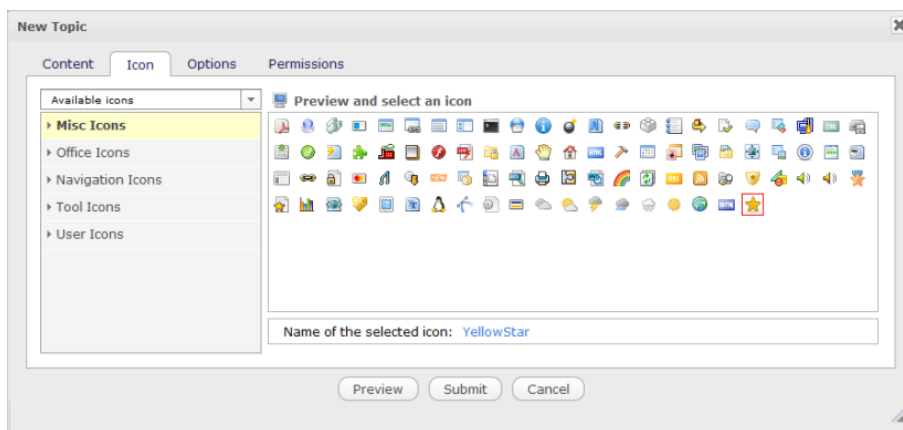 New Topic
Content Icon Options Permissions
Available icons
Preview and select an icon
Misc Icons
Office Icons
Navigation Icons
Tool Icons
User Icons
Name of the selected icon: YellowStar
Preview Submit Cancel